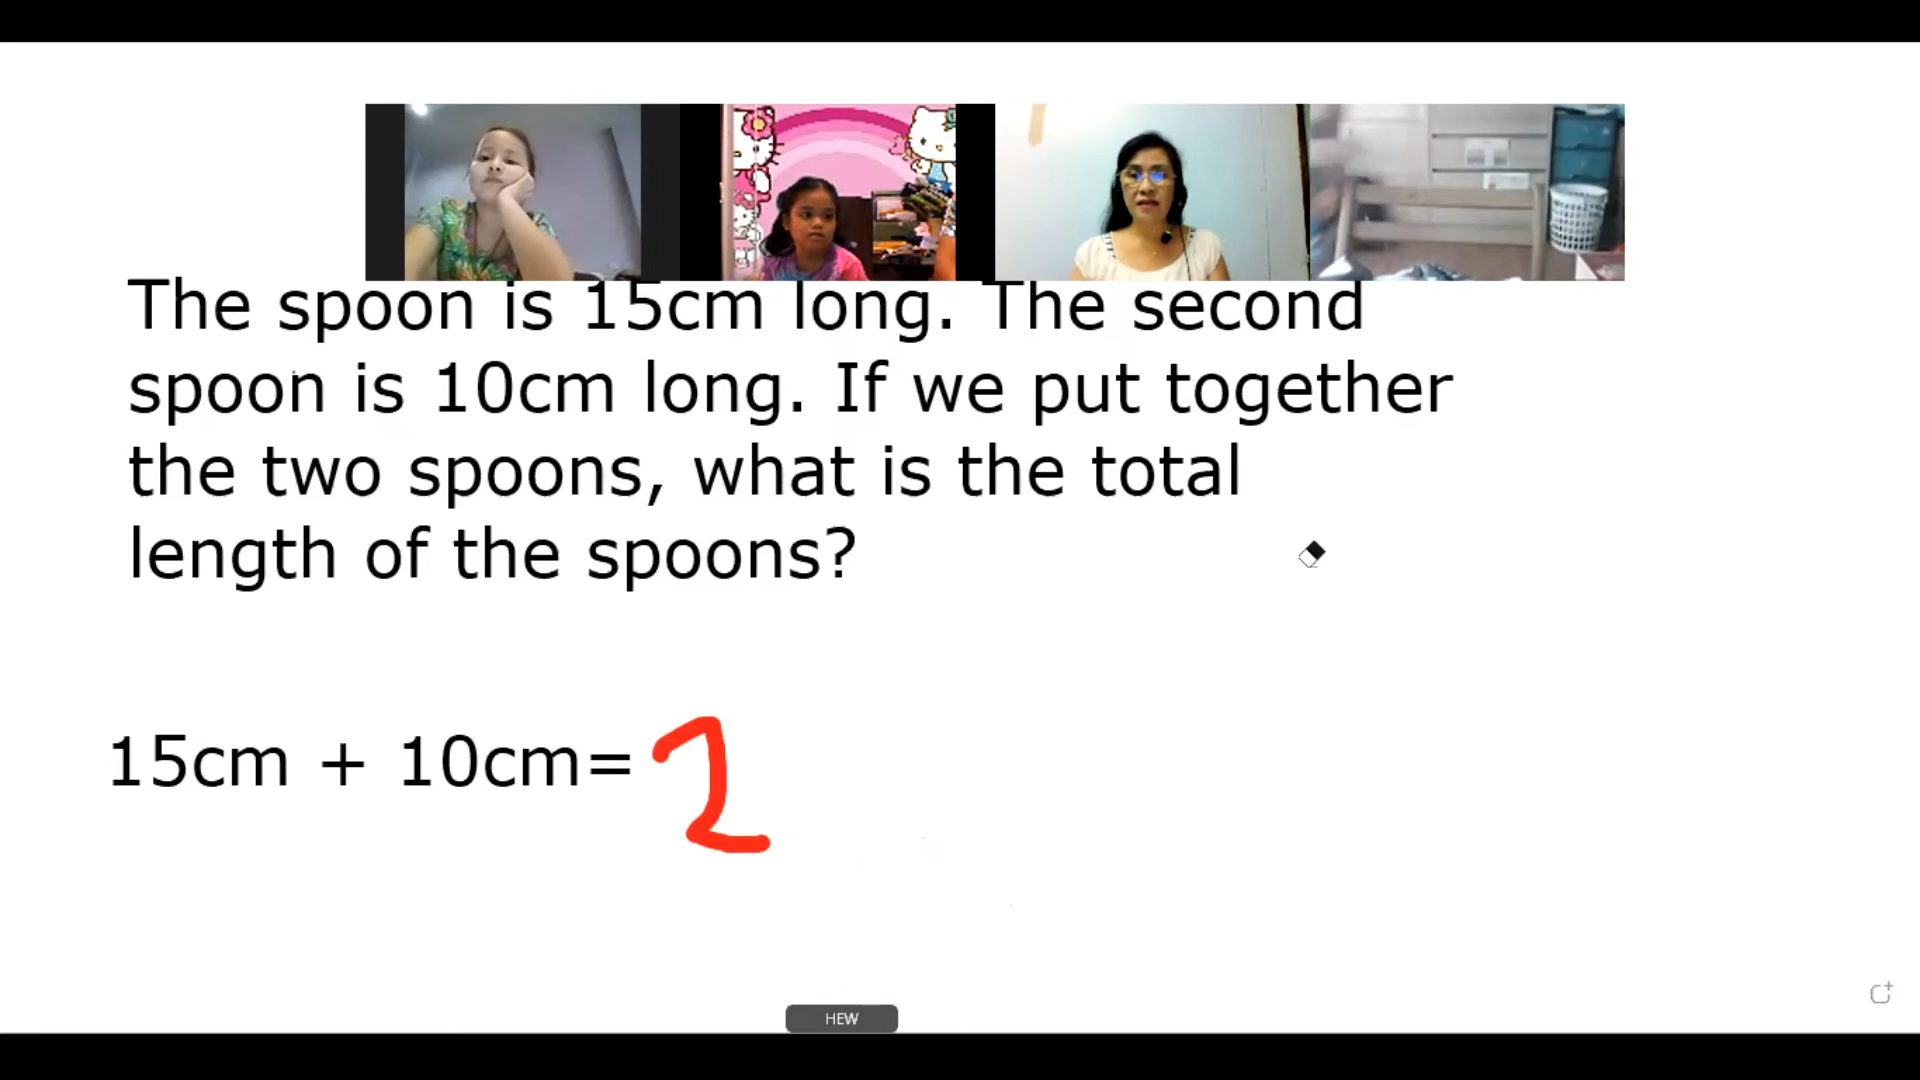 The spoon is 15cm long. The second
spoon is 10cm long. If we put together
the two spoons, what is the total
length of the spoons?
15cm + 10cm= 2
HEW